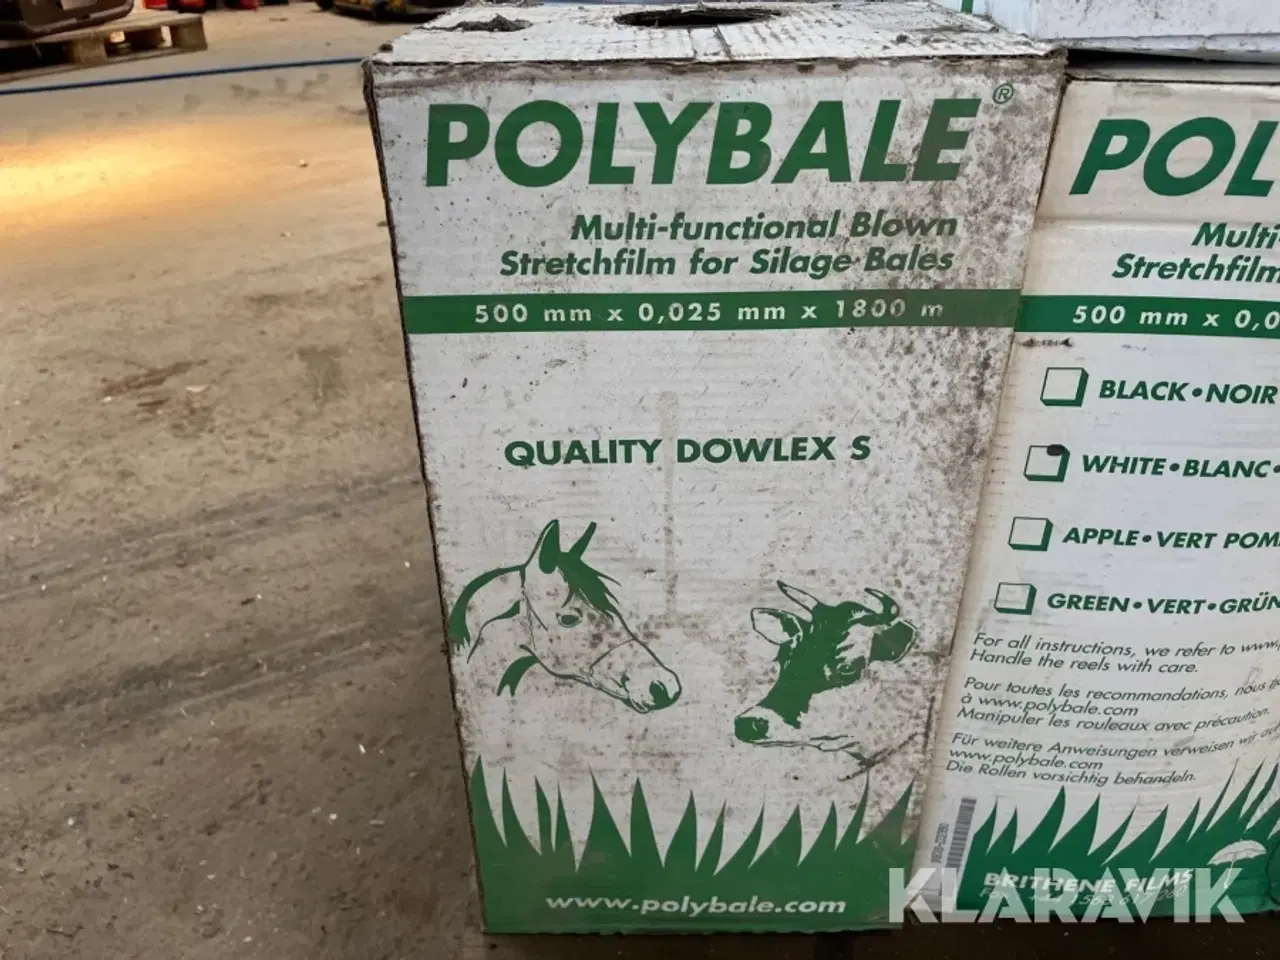 POLYBALE®
Multi-functional Blown
Stretchfilm for Silage Bales
500 mm x 0,025 mm x 1800 m
QUALITY DOWLEX S
www.polybale.com
POL
Multi
Stretchfilm
500 mm x 0,0
BLACK•NOIR
WHITE•BLANC•
APPLE•VERT POM
GREEN•VERT•GRÜN
For all instructions, we refer to www
Handle the reels with care.
Pour toutes les recommandations, nous
à www.polybale.com
Manipuler les rouleaux avec précaution.
Für weitere Anweisungen verweisen wir
www.polybale.com
Die Rollen vorsichtig behandeln.
BRITHENE FILMS
KLARAVIK